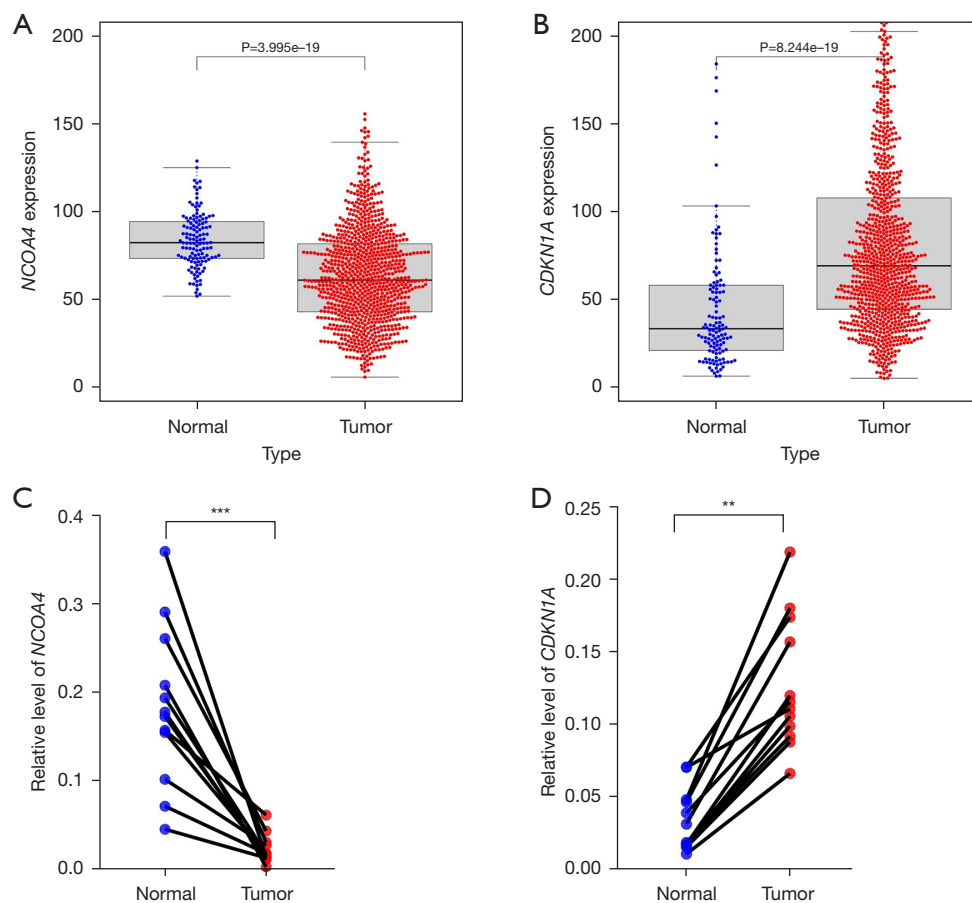 A
P=3.995e–19
200
150
100
50
0
NCOA4 expression
Normal
Tumor
Type
B
P=8.244e–19
200
150
100
50
0
CDKN1A expression
Normal
Tumor
Type
C
***
0.4
0.3
0.2
0.1
0.0
Relative level of NCOA4
Normal
Tumor
D
**
0.25
0.20
0.15
0.10
0.05
0.00
Relative level of CDKN1A
Normal
Tumor